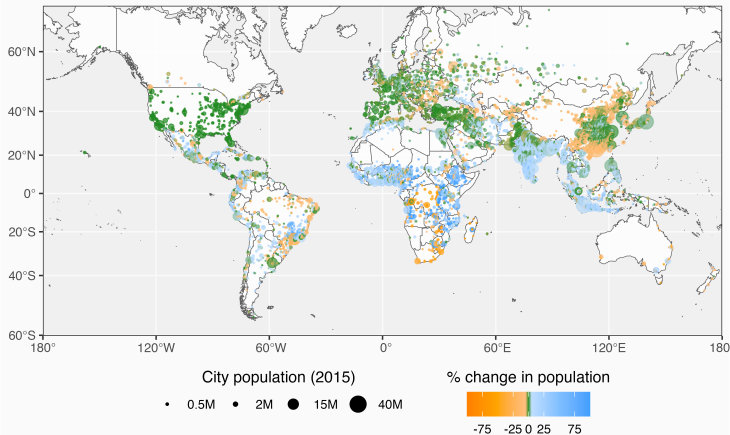 60°N
40°N
20°N
0°
20°S
40°S
60°S
180° 120°W 60°W 0° 60°E 120°E 180
City population (2015)
0.5M 2M 15M 40M
% change in population
-75 -25 0 25 75